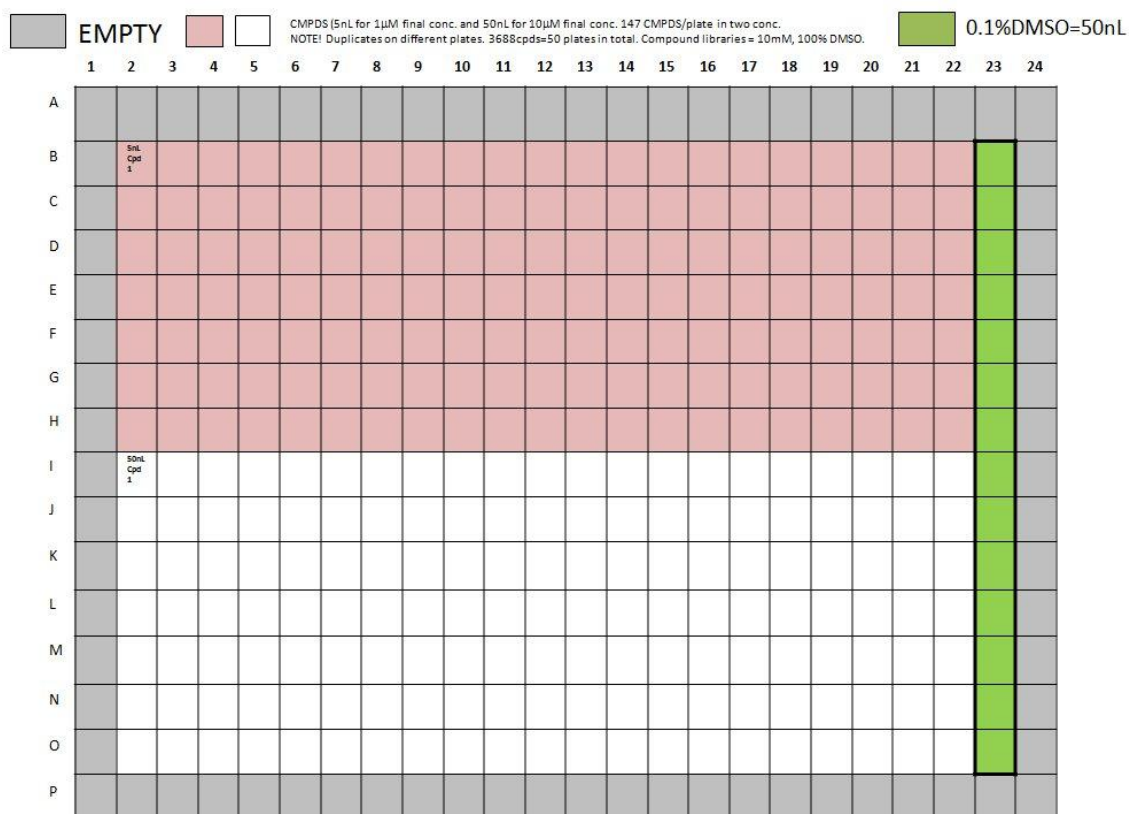 EMPTY
CMPDS (5nL for 1µM final conc. and 50nL for 10µM final conc. 147 CMPDS/plate in two conc.
NOTE! Duplicates on different plates. 3688cpds=50 plates in total. Compound libraries = 10mM, 100% DMSO.
0.1%DMSO=50nL
1 2 3 4 5 6 7 8 9 10 11 12 13 14 15 16 17 18 19 20 21 22 23 24
A
B
5nL
Cpd
1
C
D
E
F
G
H
I
50nL
Cpd
1
J
K
L
M
N
O
P